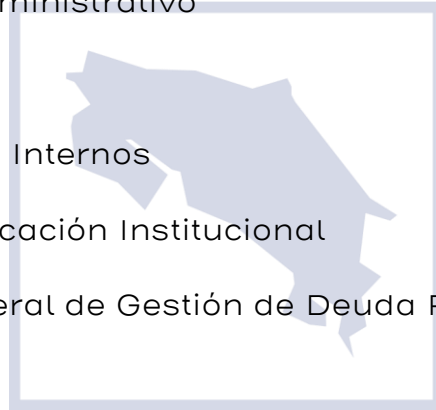 ministrativo
Internos
cación Institucional
eral de Gestión de Deuda